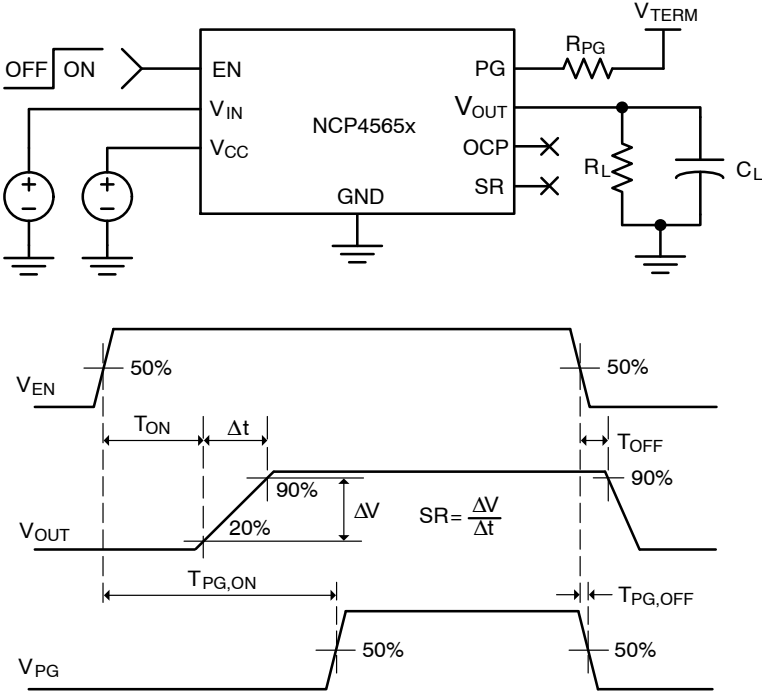 VTERM
RPG
OFF ON
EN
PG
VIN
VOUT
NCP4565x
VCC
OCP
RL
CL
SR
GND
+
+
50%
50%
VEN
TON
Δt
TOFF
90%
90%
ΔV
SR = ΔV/Δt
20%
VOUT
TPG,ON
TPG,OFF
50%
50%
VPG